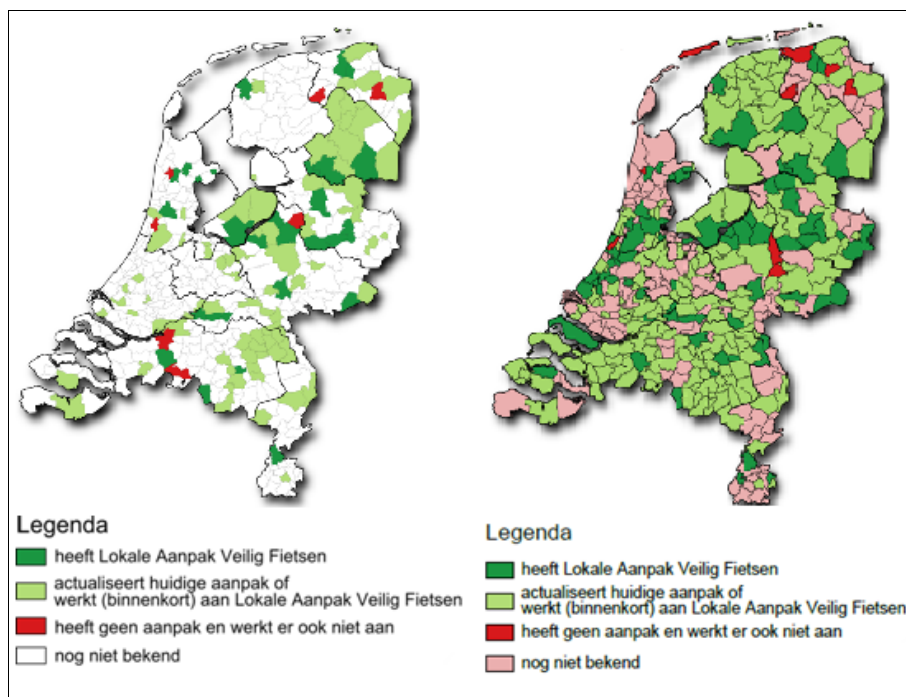 Legenda
heeft Lokale Aanpak Veilig Fietsen
actualiseert huidige aanpak of
werkt (binnenkort) aan Lokale Aanpak Veilig Fietsen
heeft geen aanpak en werkt er ook niet aan
nog niet bekend
Legenda
heeft Lokale Aanpak Veilig Fietsen
actualiseert huidige aanpak of
werkt (binnenkort) aan Lokale Aanpak Veilig Fietsen
heeft geen aanpak en werkt er ook niet aan
nog niet bekend